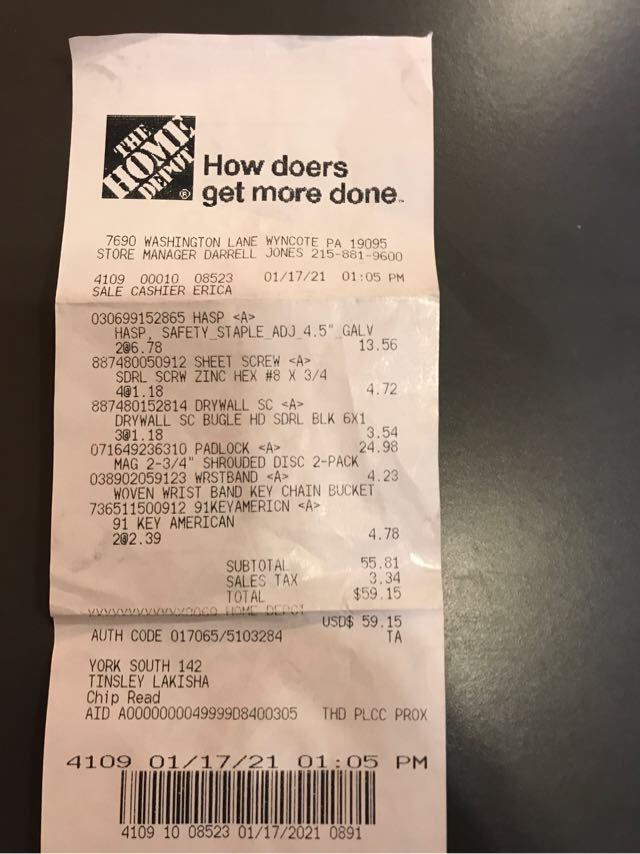 THE
HOME
DEPOT
®
How doers
get more done.™
7690 WASHINGTON LANE WYNCOTE PA 19095
STORE MANAGER DARRELL JONES 215-881-9600
4109 00010 08523 01/17/21 01:05 PM
SALE CASHIER ERICA
030699152865 HASP <A>
HASP, SAFETY_STAPLE_ADJ_4.5"_GALV
2@6.78 13.56
887480050912 SHEET SCREW <A>
SDRL SCRW ZINC HEX #8 X 3/4
4@1.18 4.72
887480152814 DRYWALL SC <A>
DRYWALL SC BUGLE HD SDRL BLK 6X1
3@1.18 3.54
071649236310 PADLOCK <A> 24.98
MAG 2-3/4" SHROUDED DISC 2-PACK
038902059123 WRSTBAND <A> 4.23
WOVEN WRIST BAND KEY CHAIN BUCKET
736511500912 91KEYAMERICN <A>
91 KEY AMERICAN
2@2.39 4.78
SUBTOTAL 55.81
SALES TAX 3.34
TOTAL $59.15
HOME DEPOT
USD$ 59.15
AUTH CODE 017065/5103284 TA
YORK SOUTH 142
TINSLEY LAKISHA
Chip Read
AID A0000000049999D8400305 THD PLCC PROX
4109 01/17/21 01:05 PM
4109 10 08523 01/17/2021 0891